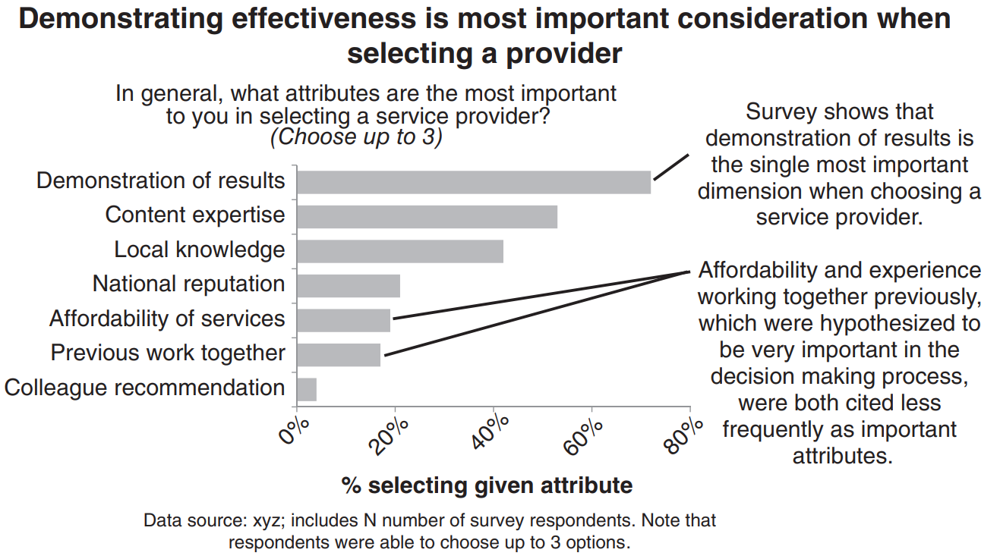 Demonstrating effectiveness is most important consideration when
selecting a provider
In general, what attributes are the most important
to you in selecting a service provider?
(Choose up to 3)
Demonstration of results
Content expertise
Local knowledge
National reputation
Affordability of services
Previous work together
Colleague recommendation
0%
20%
40%
60%
80%
% selecting given attribute
Survey shows that
demonstration of results is
the single most important
dimension when choosing a
service provider.
Affordability and experience
working together previously,
which were hypothesized to
be very important in the
decision making process,
were both cited less
frequently as important
attributes.
Data source: xyz; includes N number of survey respondents. Note that
respondents were able to choose up to 3 options.